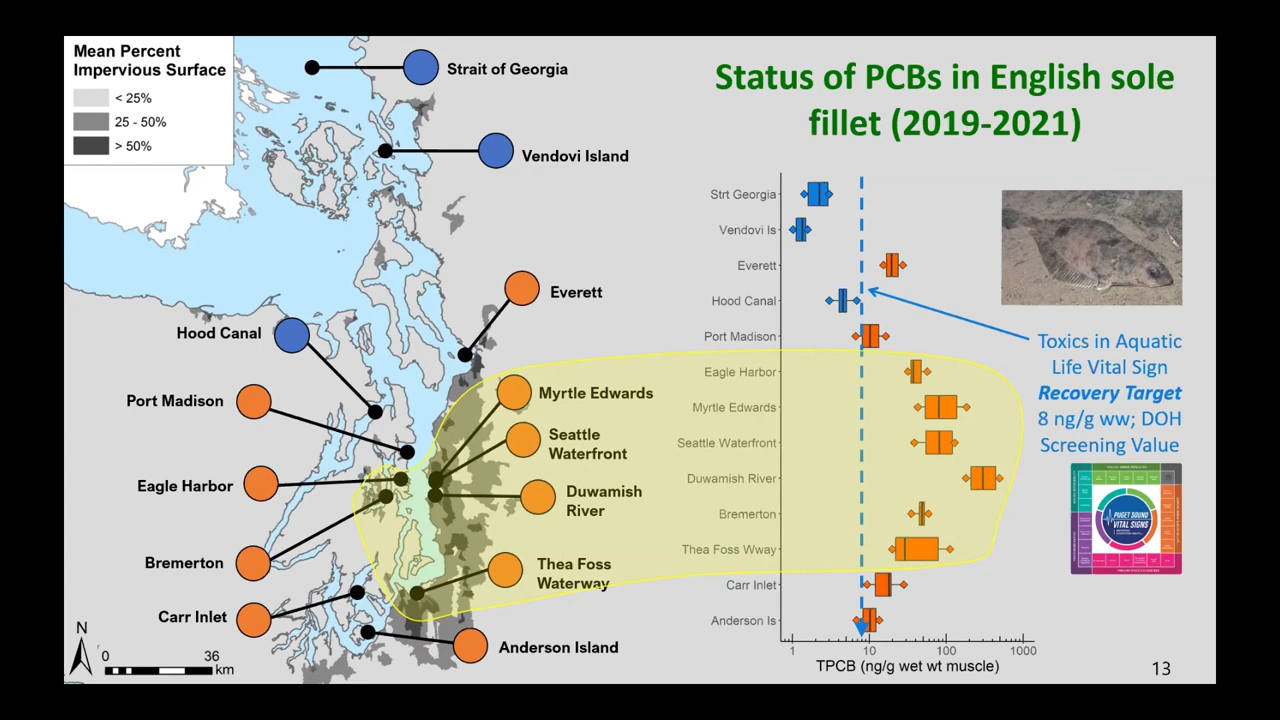 Mean Percent
Impervious Surface
< 25%
25 - 50%
> 50%
Strait of Georgia
Vendovi Island
Everett
Hood Canal
Port Madison
Myrtle Edwards
Seattle
Waterfront
Eagle Harbor
Duwamish
River
Bremerton
Thea Foss
Waterway
Carr Inlet
Anderson Island
N
0 36
km
Status of PCBs in English sole
fillet (2019-2021)
Strt Georgia
Vendovi Is
Everett
Hood Canal
Port Madison
Eagle Harbor
Myrtle Edwards
Seattle Waterfront
Duwamish River
Bremerton
Thea Foss Wway
Carr Inlet
Anderson Is
1 10 100 1000
TPCB (ng/g wet wt muscle)
Toxics in Aquatic
Life Vital Sign
Recovery Target
8 ng/g ww; DOH
Screening Value
PUGET SOUND
VITAL SIGNS
13